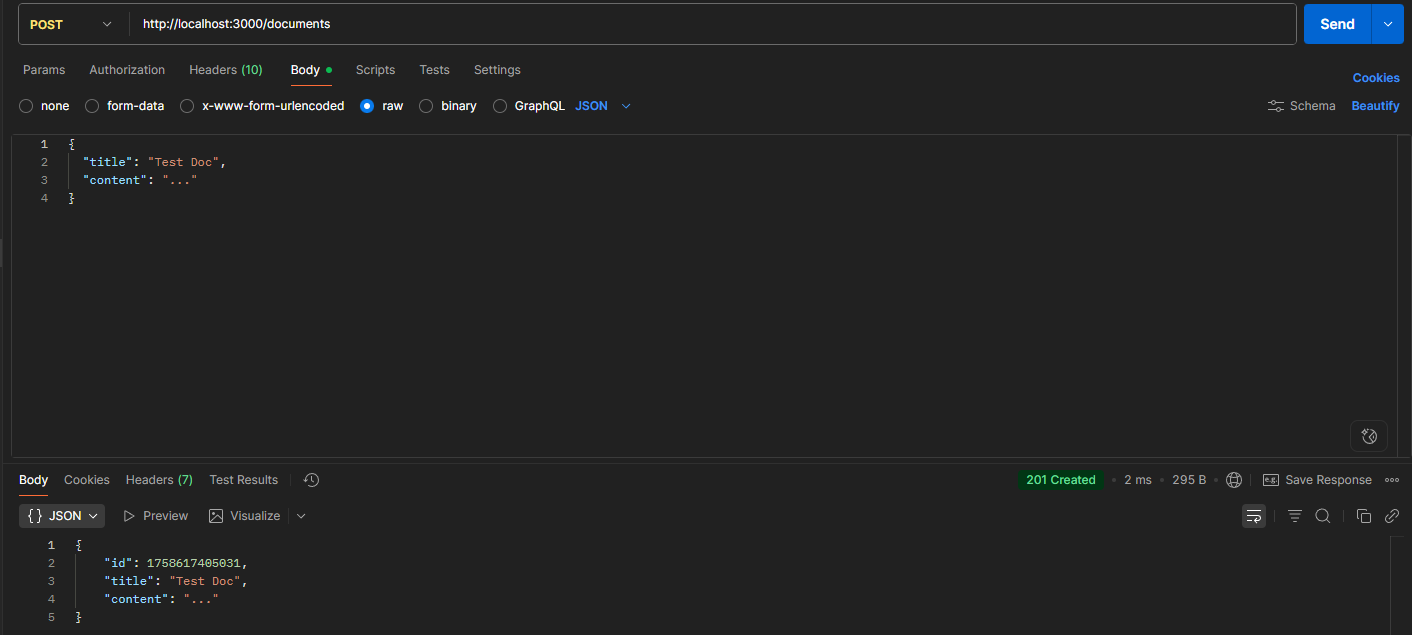 POST http://localhost:3000/documents Send
Params Authorization Headers (10) Body Scripts Tests Settings Cookies
none form-data x-www-form-urlencoded raw binary GraphQL JSON Schema Beautify
1 {
2 "title": "Test Doc",
3 "content": "..."
4 }
Body Cookies Headers (7) Test Results 201 Created 2 ms 295 B e.g. Save Response
{} JSON Preview Visualize
1 {
2 "id": 1758617405031,
3 "title": "Test Doc",
4 "content": "..."
5 }